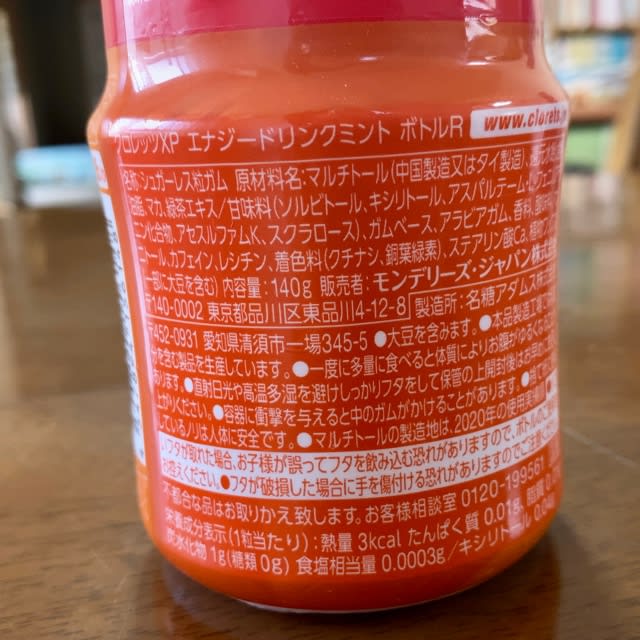 クロレッツXP エナジードリンクミント ボトルR www.clorets.
名称:シュガーレス粒ガム 原材料名:マルチトール(中国製造又はタイ製造)、
マカ、緑茶エキス/甘味料(ソルビトール、キシリトール、アスパルテーム・L-フェニ
ン化合物、アセスルファムK、スクラロース)、ガムベース、アラビアガム、香料、
トール、カフェイン、レシチン、着色料(クチナシ、銅葉緑素)、ステアリン酸Ca、
一部に大豆を含む) 内容量:140g 販売者:モンデリーズ・ジャパン株式
〒140-0002 東京都品川区東品川4-12-8 製造所:名糖アダムス株式
〒452-0931 愛知県清須市一場345-5 ●大豆を含みます。●本品製造工場で
を含む製品を生産しています。●一度に多量に食べると体質によりお腹がゆるくなる
あります。●直射日光や高温多湿を避けしっかりフタをして保管の上開封後はお早
上がりください。●容器に衝撃を与えると中のガムがかけることがあります。●
しているノリは人体に安全です。●マルチトールの製造地は、2020年の使用実績
いフタが取れた場合、お子様が誤ってフタを飲み込む恐れがありますので、ボトルの
お控えください。●フタが破損した場合に手を傷付ける恐れがありますのでご注意
不都合な品はお取りかえ致します。お客様相談室 0120-199561
栄養成分表示(1粒当たり):熱量 3kcal たんぱく質 0.01g、脂質
炭水化物 1g(糖類0g) 食塩相当量 0.0003g/キシリトール